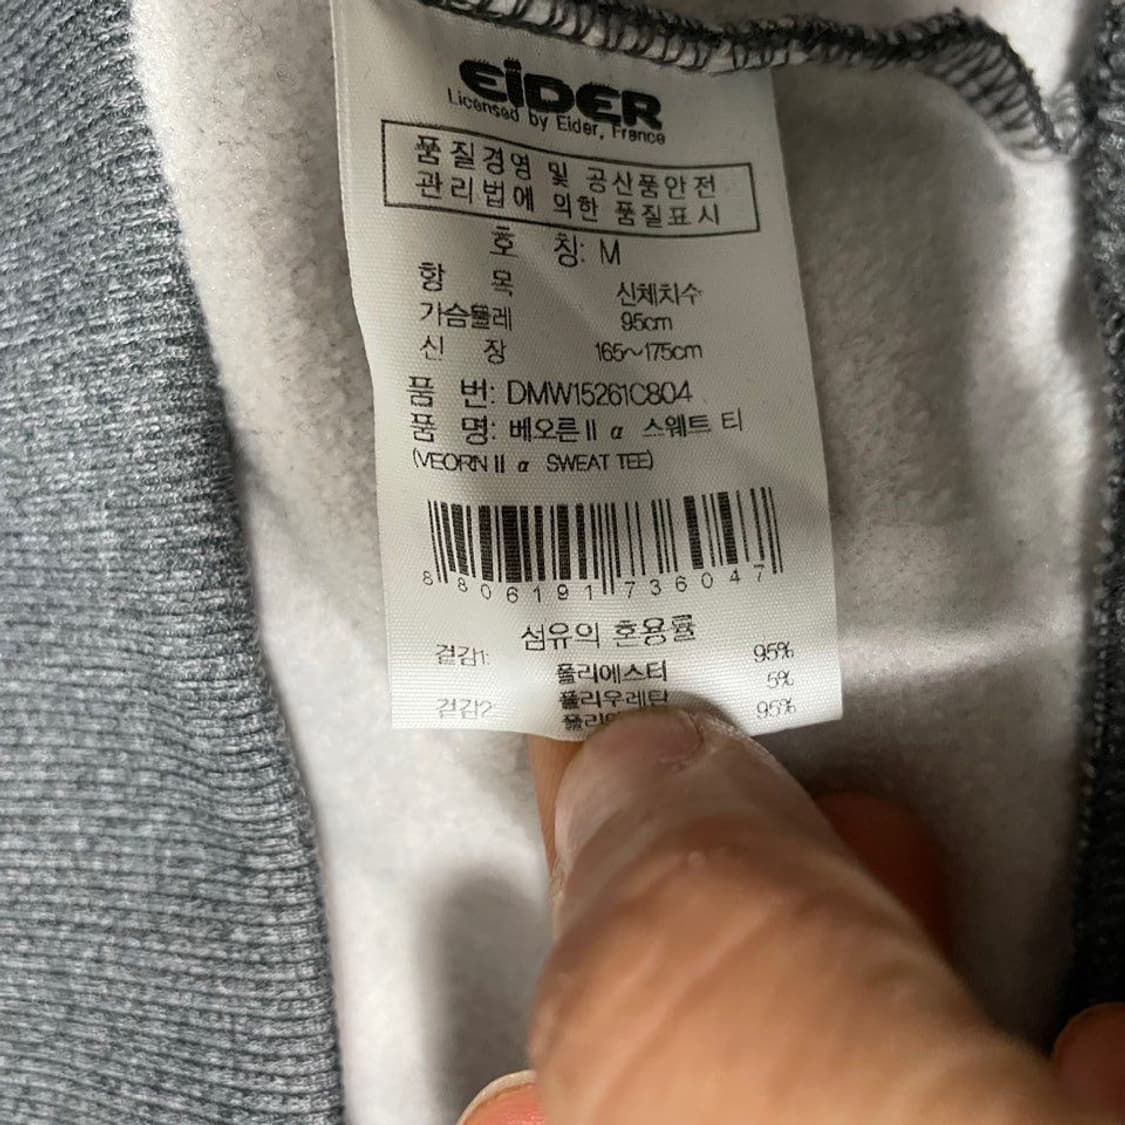 EiDER
Licensed by Eider, France
품질경영 및 공산품안전
관리법에 의한 품질표시
호 칭: M
항 목 신체치수
가슴둘레 95cm
신 장 165~175cm
품 번: DMW15261C804
품 명: 베오른 II α 스웨트 티
(VEORN II α SWEAT TEE)
8 806191 736047
섬유의 혼용률
겉감1: 폴리에스터 95%
폴리우레탄 5%
겉감2 95%